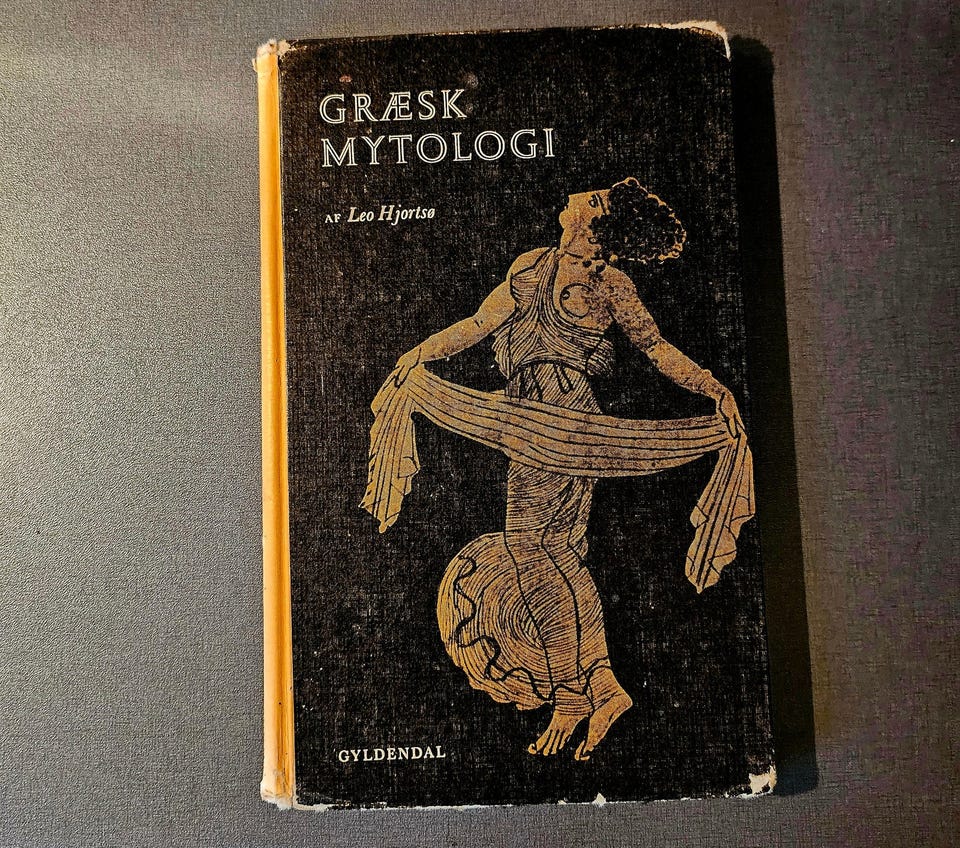 GRÆSK
MYTOLOGI
AF Leo Hjortsø
GYLDENDAL